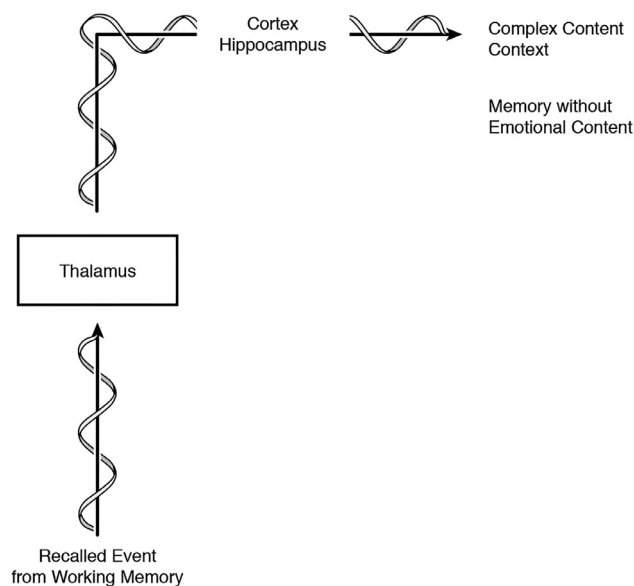 Cortex
Hippocampus
Complex Content
Context
Memory without
Emotional Content
Thalamus
Recalled Event
from Working Memory